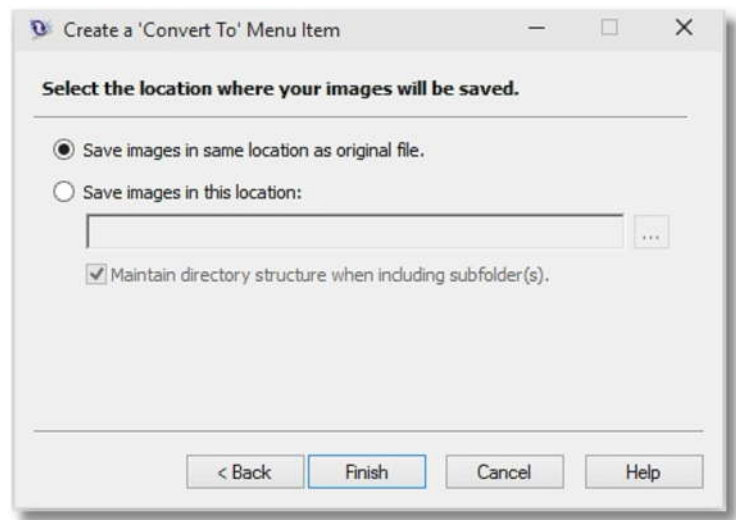 Create a 'Convert To' Menu Item
Select the location where your images will be saved.
Save images in same location as original file.
Save images in this location:
...
Maintain directory structure when including subfolder(s).
< Back Finish Cancel Help